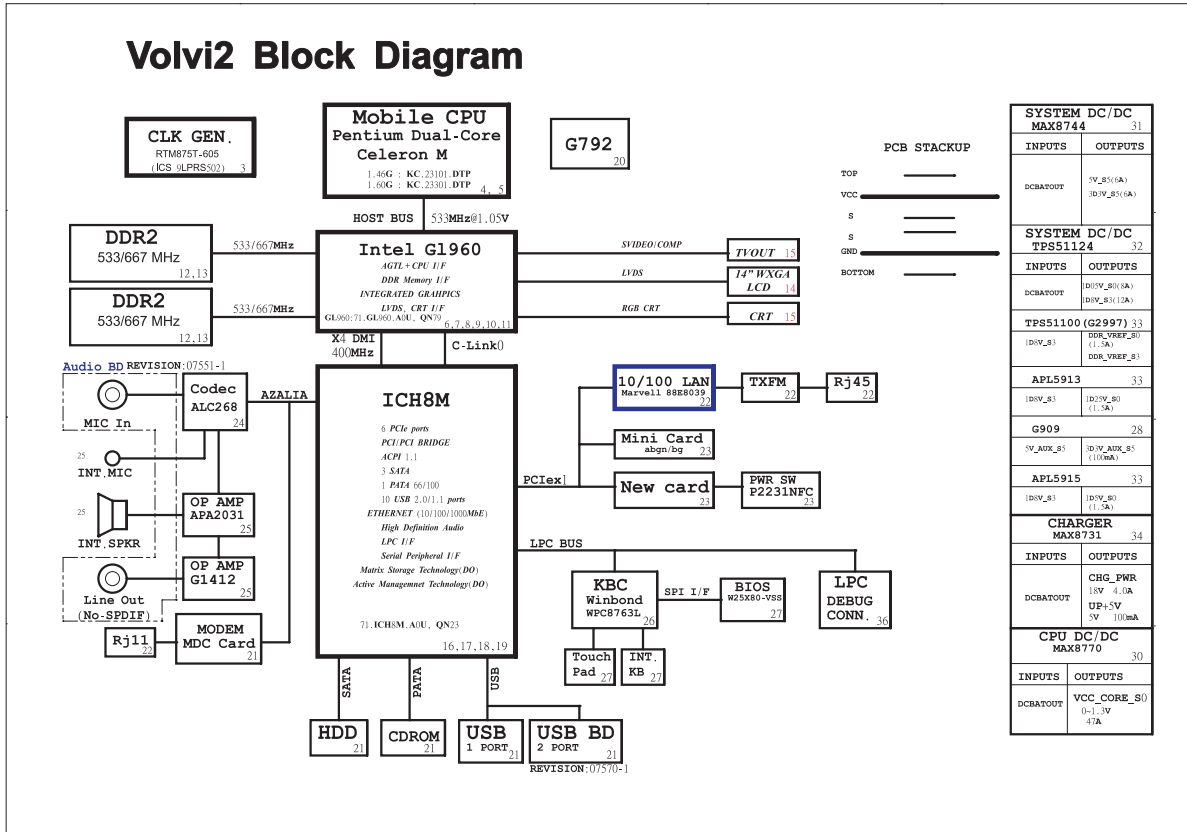 Volvi2 Block Diagram
CLK GEN.
RTM875T-605
(ICS 9LPRS502) 3
Mobile CPU
Pentium Dual-Core
Celeron M
1.46G : KC.23101.DTP
1.60G : KC.23301.DTP
4, 5
G792
20
HOST BUS 533MHz@1.05V
DDR2
533/667 MHz
12,13
533/667MHz
DDR2
533/667 MHz
12,13
533/667MHz
Intel G1960
AGTL+ CPU I/F
DDR Memory I/F
INTEGRATED GRAHPICS
LVDS, CRT I/F
GL960:71.GL960.A0U, QN79
6,7,8,9,10,11
SVIDEO/COMP
TVOUT 15
LVDS
14" WXGA
LCD 14
RGB CRT
CRT 15
X4 DMI
400MHz
C-Link0
PCB STACKUP
TOP
VCC
S
S
GND
BOTTOM
Audio BD REVISION:07551-1
MIC In
Codec
ALC268
24
AZALIA
25
INT.MIC
25
INT.SPKR
OP AMP
APA2031
25
OP AMP
G1412
25
Line Out
(No-SPDIF)
Rj11
22
MODEM
MDC Card
21
ICH8M
6 PCIe ports
PCI/PCI BRIDGE
ACPI 1.1
3 SATA
1 PATA 66/100
10 USB 2.0/1.1 ports
ETHERNET (10/100/1000MbE)
High Definition Audio
LPC I/F
Serial Peripheral I/F
Matrix Storage Technology(DO)
Active Managemnet Technology(DO)
71.ICH8M.A0U, QN23
16,17,18,19
PCIex1
10/100 LAN
Marvell 88E8039
22
TXFM
22
Rj45
22
Mini Card
abgn/bg
23
New card
23
PWR SW
P2231NFC
23
LPC BUS
KBC
Winbond
WPC8763L
26
SPI I/F
BIOS
W25X80-VSS
27
LPC
DEBUG
CONN.
36
Touch
Pad 27
INT.
KB 27
SATA
PATA
USB
HDD
21
CDROM
21
USB
1 PORT
21
USB BD
2 PORT
21
REVISION:07570-1
SYSTEM DC/DC
MAX8744 31
INPUTS OUTPUTS
DCBATOUT
5V_S5(6A)
3D3V_S5(6A)
SYSTEM DC/DC
TPS51124 32
INPUTS OUTPUTS
DCBATOUT
1D05V_S0(8A)
1D8V_S3(12A)
TPS51100(G2997) 33
1D8V_S3
DDR_VREF_S0
(1.5A)
DDR_VREF_S3
APL5913 33
1D8V_S3
1D25V_S0
(1.5A)
G909 28
5V_AUX_S5
3D3V_AUX_S5
(100mA)
APL5915 33
1D8V_S3
1D5V_S0
(1.5A)
CHARGER
MAX8731 34
INPUTS OUTPUTS
DCBATOUT
CHG_PWR
18V 4.0A
UP+5V
5V 100mA
CPU DC/DC
MAX8770 30
INPUTS OUTPUTS
DCBATOUT
VCC_CORE_S0
0~1.3V
47A